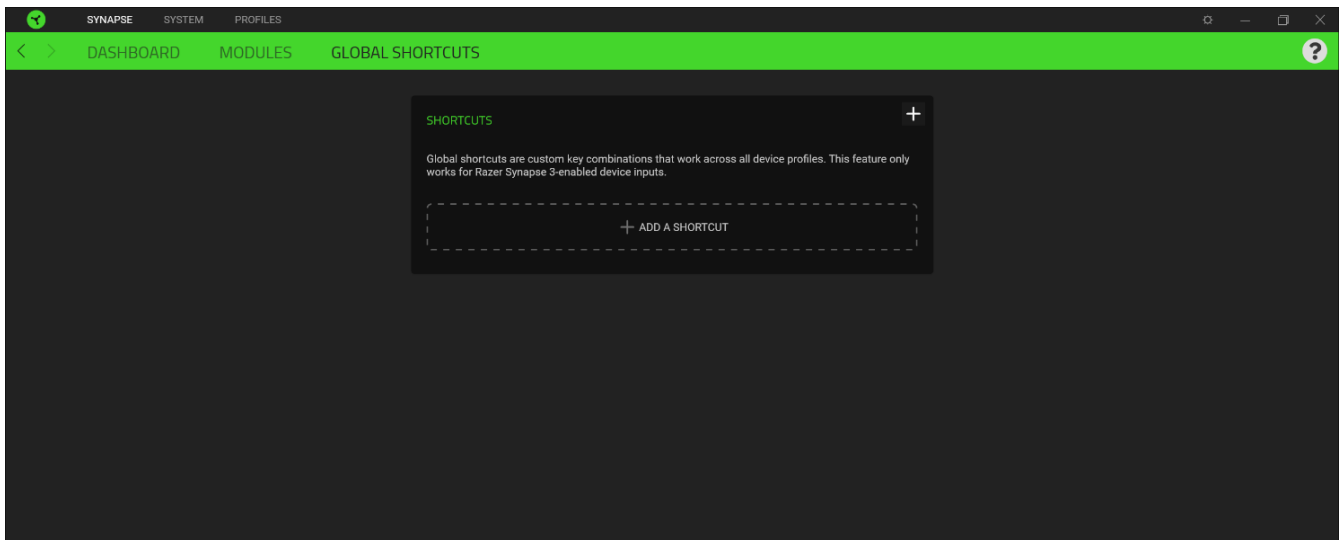 SYNAPSE SYSTEM PROFILES
DASHBOARD MODULES GLOBAL SHORTCUTS ?
SHORTCUTS
Global shortcuts are custom key combinations that work across all device profiles. This feature only
works for Razer Synapse 3-enabled device inputs.
ADD A SHORTCUT